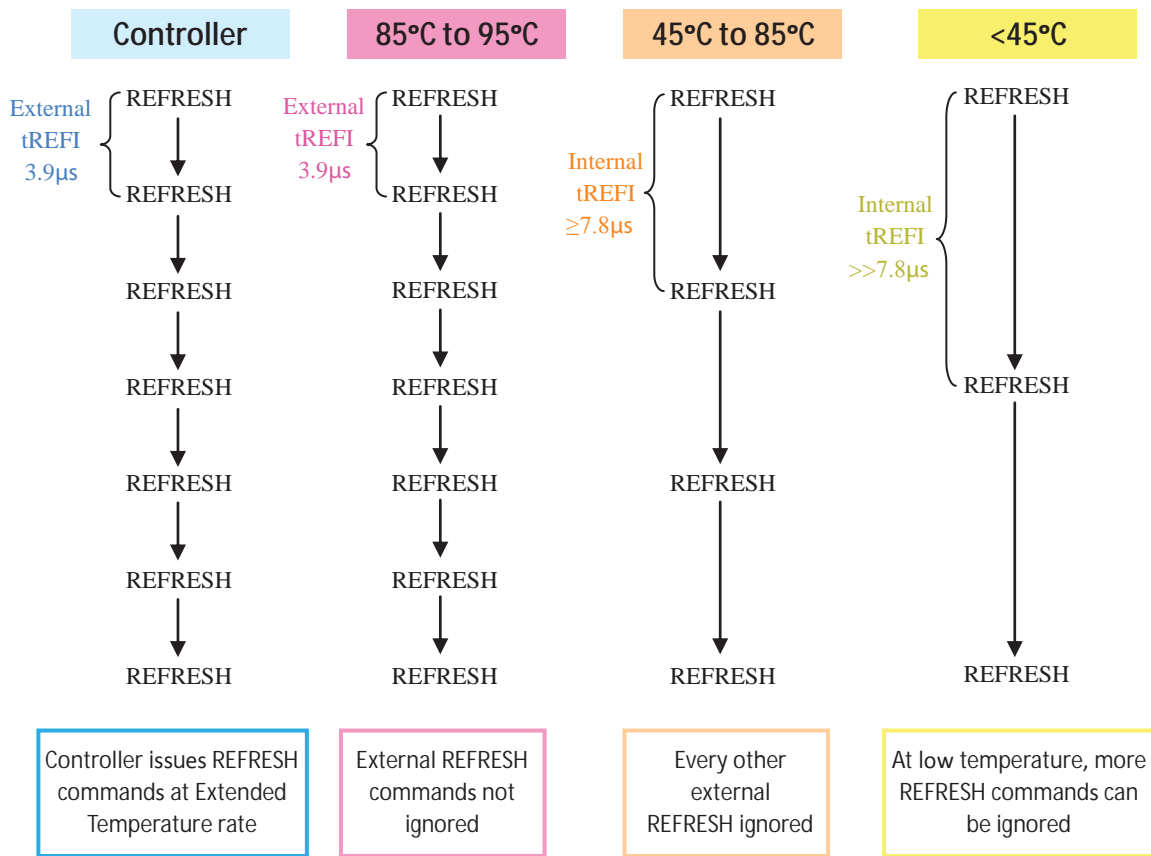 Controller
85°C to 95°C
45°C to 85°C
<45°C
External
tREFI
3.9µs
REFRESH
REFRESH
REFRESH
REFRESH
REFRESH
REFRESH
REFRESH
External
tREFI
3.9µs
REFRESH
REFRESH
REFRESH
REFRESH
REFRESH
REFRESH
REFRESH
Internal
tREFI
≥7.8µs
REFRESH
REFRESH
REFRESH
REFRESH
Internal
tREFI
>>7.8µs
REFRESH
REFRESH
REFRESH
Controller issues REFRESH
commands at Extended
Temperature rate
External REFRESH
commands not
ignored
Every other
external
REFRESH ignored
At low temperature, more
REFRESH commands can
be ignored